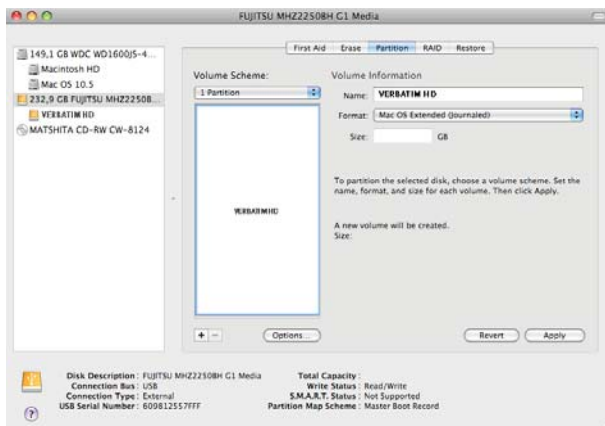 FUJITSU MHZ2250BH G1 Media
149,1 GB WDC WD1600JS-4...
Macintosh HD
Mac OS 10.5
232,9 GB FUJITSU MHZ2250B...
VERBATIM HD
MATSHITA CD-RW CW-8124
First Aid Erase Partition RAID Restore
Volume Scheme:
1 Partition
VERBATIM HD
+ −
Options...
Volume Information
Name: VERBATIM HD
Format: Mac OS Extended (Journaled)
Size: GB
To partition the selected disk, choose a volume scheme. Set the
name, format, and size for each volume. Then click Apply.
A new volume will be created.
Size:
Revert Apply
Disk Description : FUJITSU MHZ2250BH G1 Media
Connection Bus : USB
Connection Type : External
USB Serial Number : 609812557FFF
Total Capacity :
Write Status : Read/Write
S.M.A.R.T. Status : Not Supported
Partition Map Scheme : Master Boot Record
?